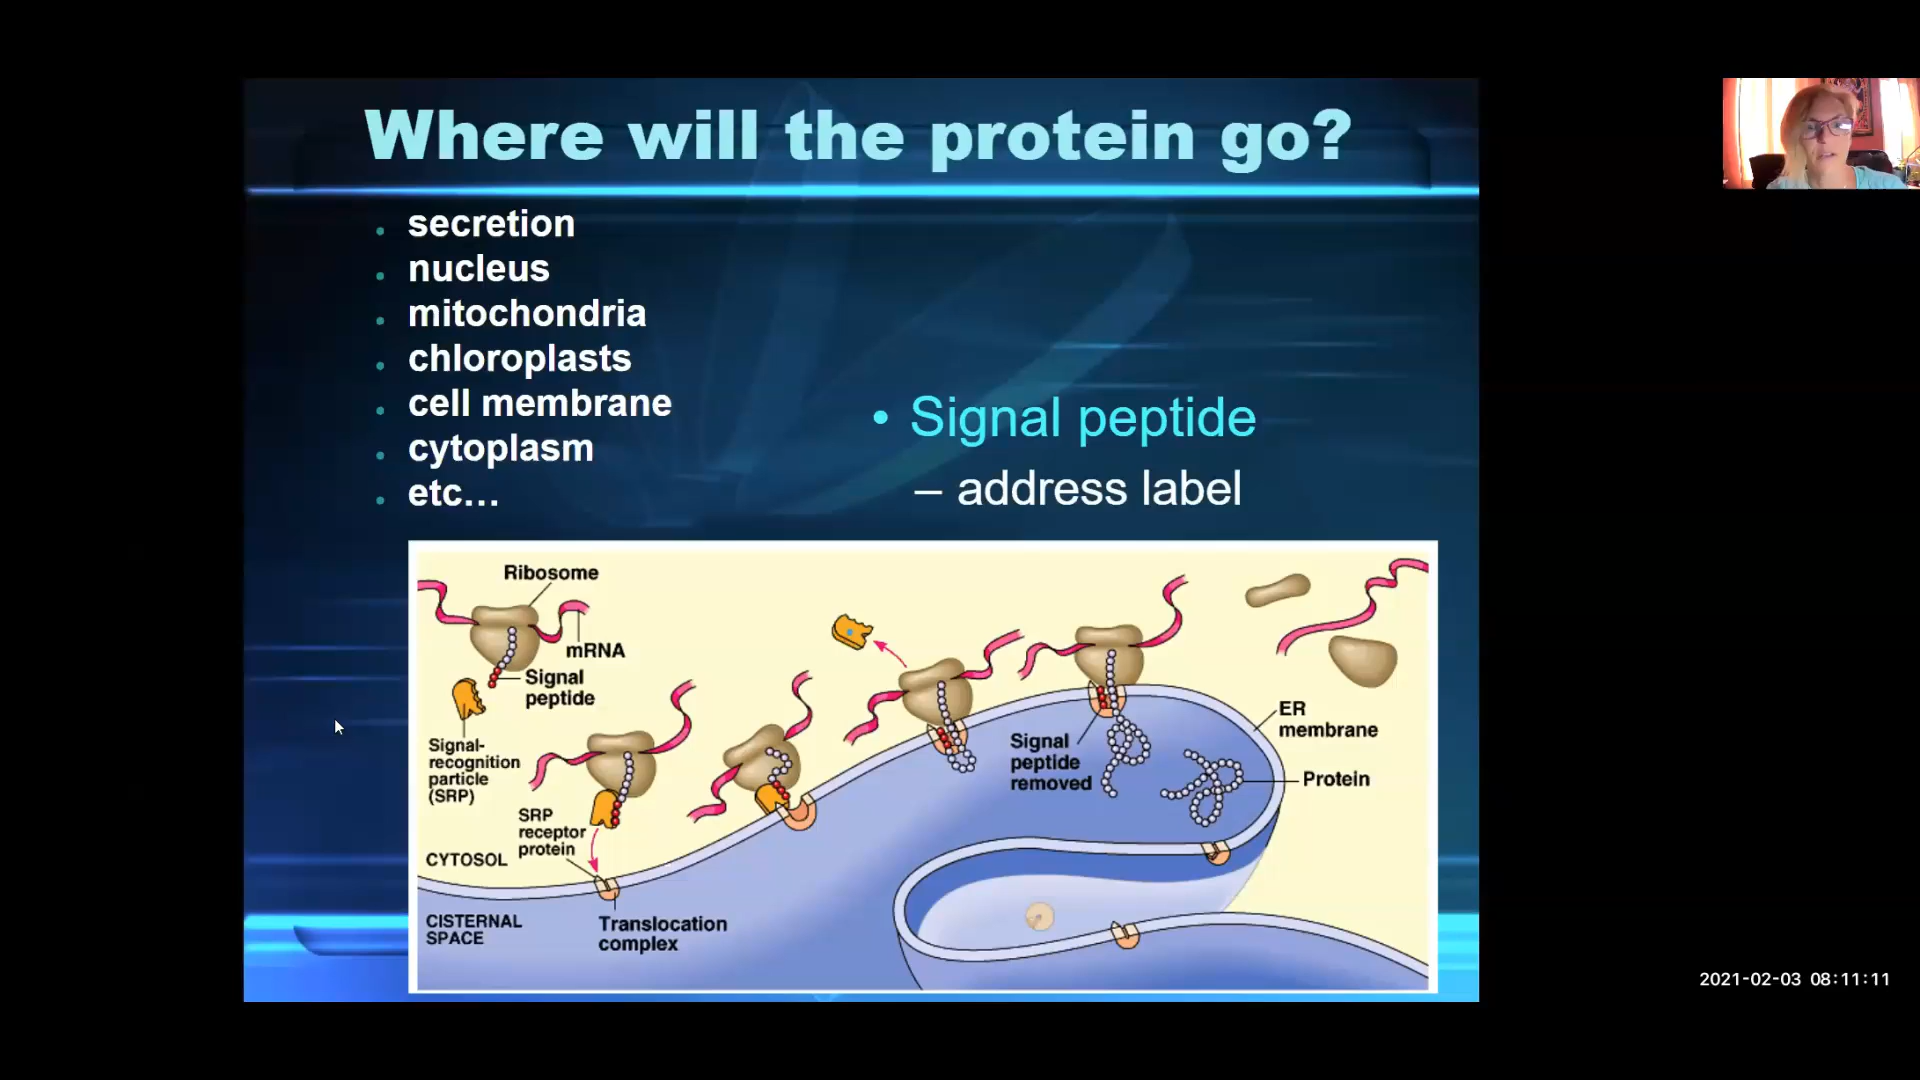 Where will the protein go?
• secretion
• nucleus
• mitochondria
• chloroplasts
• cell membrane
• cytoplasm
• etc...
• Signal peptide
– address label
Ribosome
mRNA
Signal
peptide
Signal-
recognition
particle
(SRP)
SRP
receptor
protein
CYTOSOL
CISTERNAL
SPACE
Translocation
complex
Signal
peptide
removed
ER
membrane
Protein
2021-02-03 08:11:11